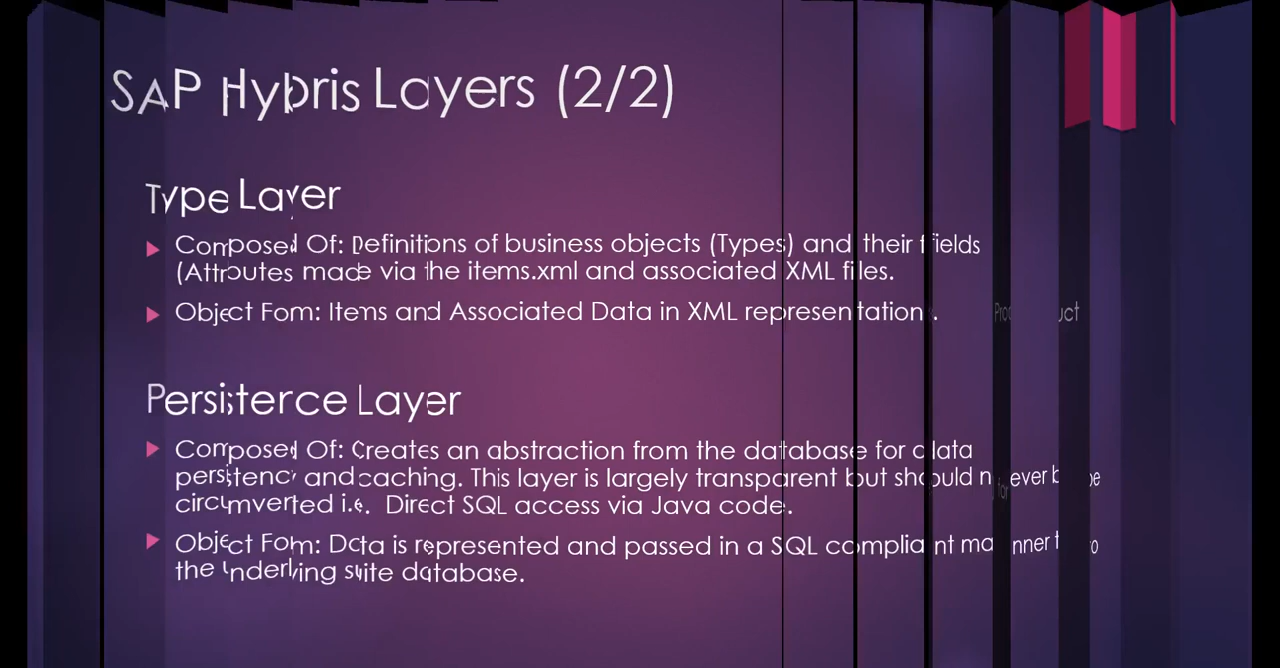 SAP Hybris Layers (2/2)
Type Layer
Composed Of: Definitions of business objects (Types) and their fields
(Attributes made via the items.xml and associated XML files.
Object Fom: Items and Associated Data in XML representation.
Persistence Layer
Composed Of: Creates an abstraction from the database for data
persistency and caching. This layer is largely transparent but should never be
circumverted i.e. Direct SQL access via Java code.
Object Fom: Data is represented and passed in a SQL compliant manner to
the underlying suite database.